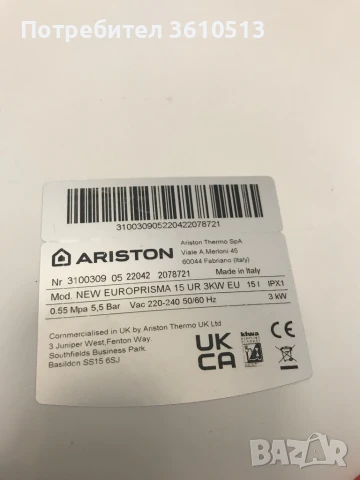 Потребител 3610513
310030905220422078721
ARISTON
Ariston Thermo SpA
Viale A.Merloni 45
60044 Fabriano (Italy)
Nr 3100309 05 22042 2078721 Made in Italy
Mod. NEW EUROPRISMA 15 UR 3KW EU 15 l IPX1
0.55 Mpa 5,5 Bar Vac 220-240 50/60 Hz 3 kW
Commercialised in UK by Ariston Thermo UK Ltd
3 Juniper West,Fenton Way.
Southfields Business Park.
Basildon SS15 6SJ
UK
CA
kiwa
BAZAR